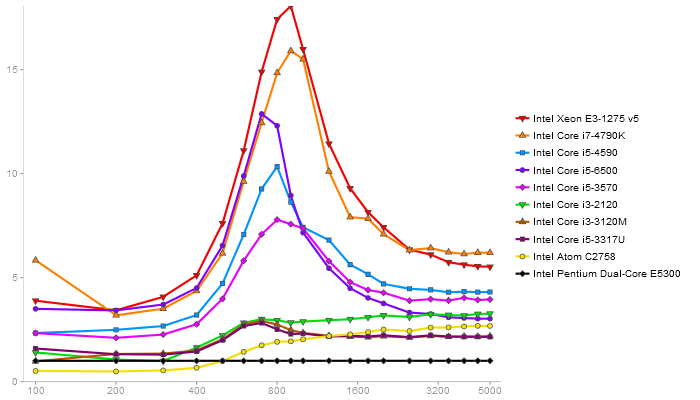 15
10
5
0
100 200 400 800 1600 3200 5000
Intel Xeon E3-1275 v5
Intel Core i7-4790K
Intel Core i5-4590
Intel Core i5-6500
Intel Core i5-3570
Intel Core i3-2120
Intel Core i3-3120M
Intel Core i5-3317U
Intel Atom C2758
Intel Pentium Dual-Core E5300